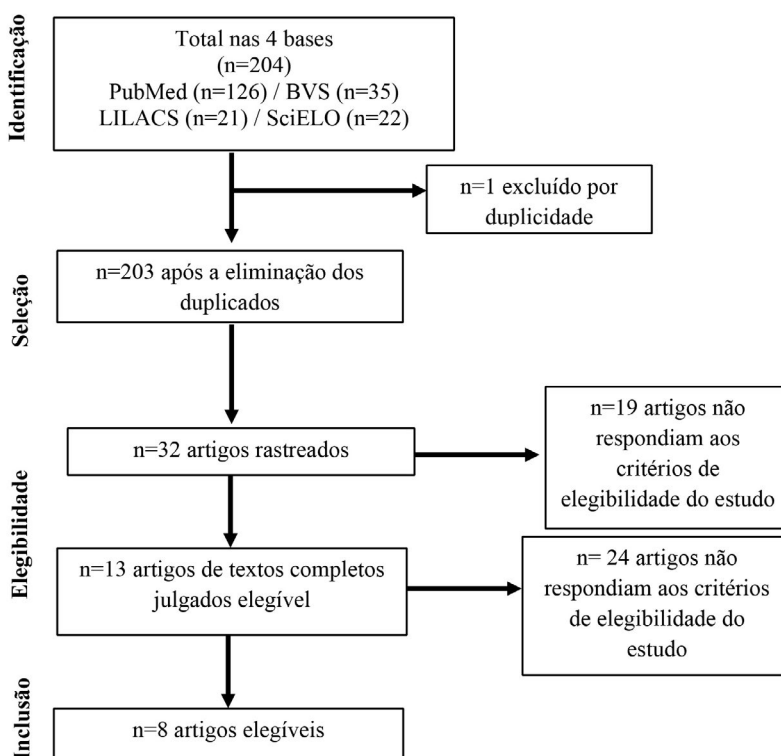 Identificação
Total nas 4 bases
(n=204)
PubMed (n=126) / BVS (n=35)
LILACS (n=21) / SciELO (n=22)
n=1 excluído por
duplicidade
Seleção
n=203 após a eliminação dos
duplicados
Elegibilidade
n=32 artigos rastreados
n=19 artigos não
respondiam aos
critérios de
elegibilidade do estudo
n=13 artigos de textos completos
julgados elegível
n= 24 artigos não
respondiam aos critérios
de elegibilidade do
estudo
Inclusão
n=8 artigos elegíveis